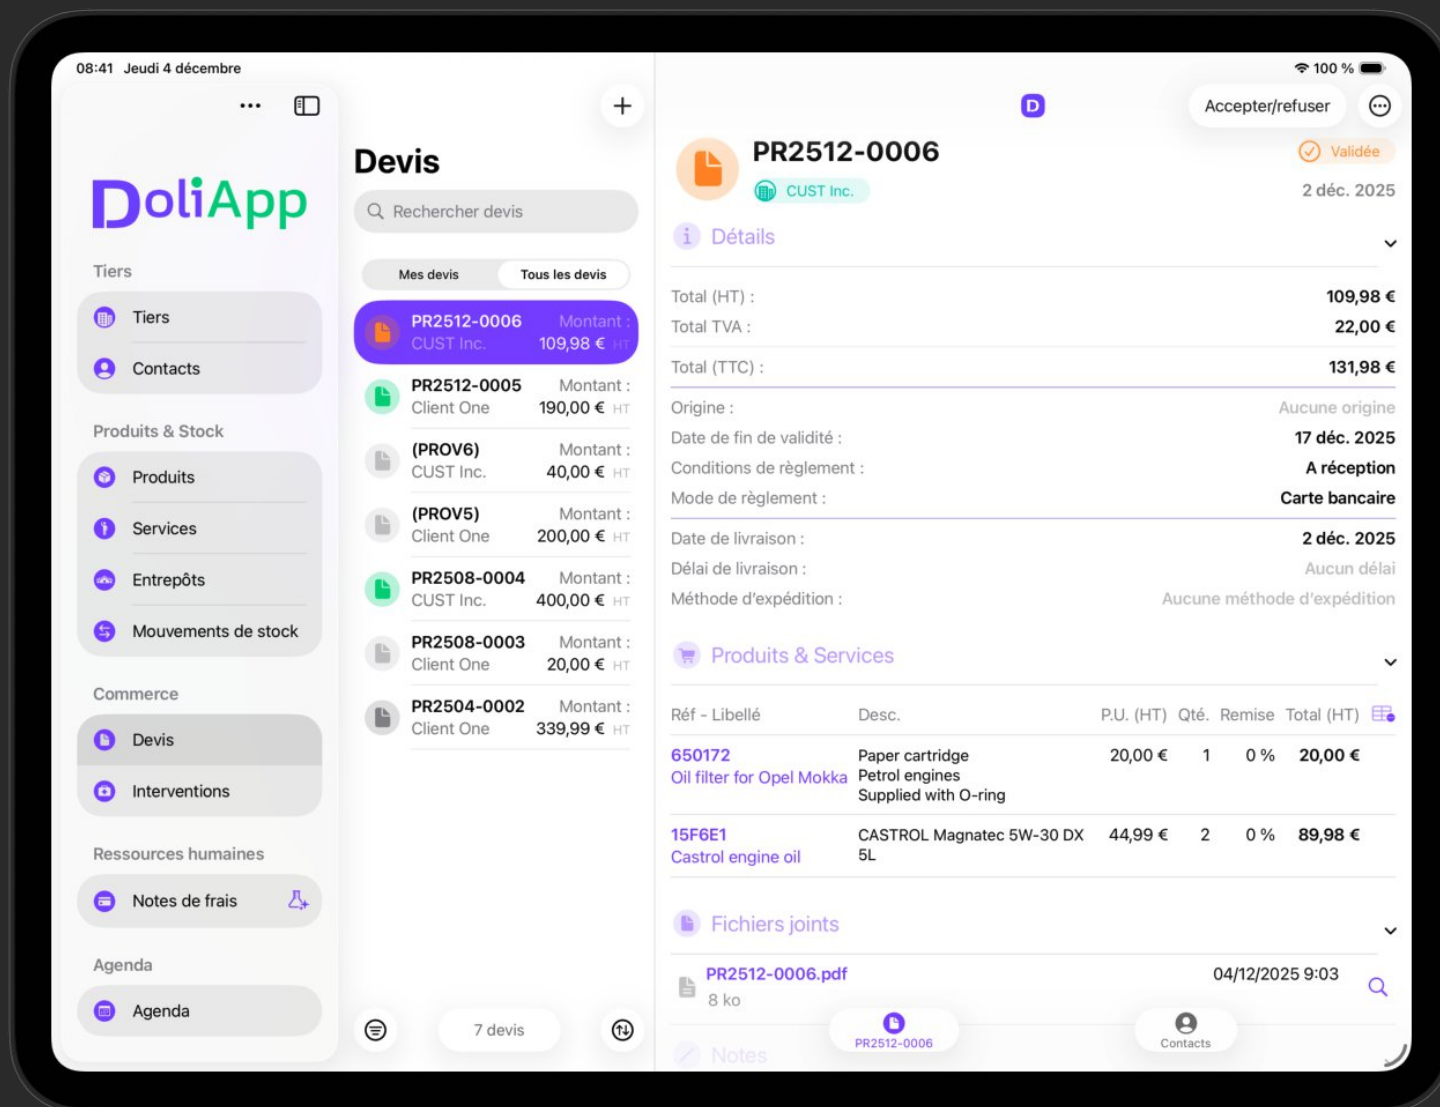 08:41 Jeudi 4 décembre
100 %
DoliApp
Tiers
Tiers
Contacts
Produits & Stock
Produits
Services
Entrepôts
Mouvements de stock
Commerce
Devis
Interventions
Ressources humaines
Notes de frais
Agenda
Agenda
Devis
Rechercher devis
Mes devis Tous les devis
PR2512-0006 Montant :
CUST Inc. 109,98 € HT
PR2512-0005 Montant :
Client One 190,00 € HT
(PROV6) Montant :
CUST Inc. 40,00 € HT
(PROV5) Montant :
Client One 200,00 € HT
PR2508-0004 Montant :
CUST Inc. 400,00 € HT
PR2508-0003 Montant :
Client One 20,00 € HT
PR2504-0002 Montant :
Client One 339,99 € HT
7 devis
D
Accepter/refuser
PR2512-0006
Validée
CUST Inc.
2 déc. 2025
Détails
Total (HT) : 109,98 €
Total TVA : 22,00 €
Total (TTC) : 131,98 €
Origine : Aucune origine
Date de fin de validité : 17 déc. 2025
Conditions de règlement : A réception
Mode de règlement : Carte bancaire
Date de livraison : 2 déc. 2025
Délai de livraison : Aucun délai
Méthode d'expédition : Aucune méthode d'expédition
Produits & Services
Réf - Libellé Desc. P.U. (HT) Qté. Remise Total (HT)
650172 Paper cartridge 20,00 € 1 0 % 20,00 €
Oil filter for Opel Mokka Petrol engines
Supplied with O-ring
15F6E1 CASTROL Magnatec 5W-30 DX 44,99 € 2 0 % 89,98 €
Castrol engine oil 5L
Fichiers joints
PR2512-0006.pdf 04/12/2025 9:03
8 ko
Notes
PR2512-0006
Contacts